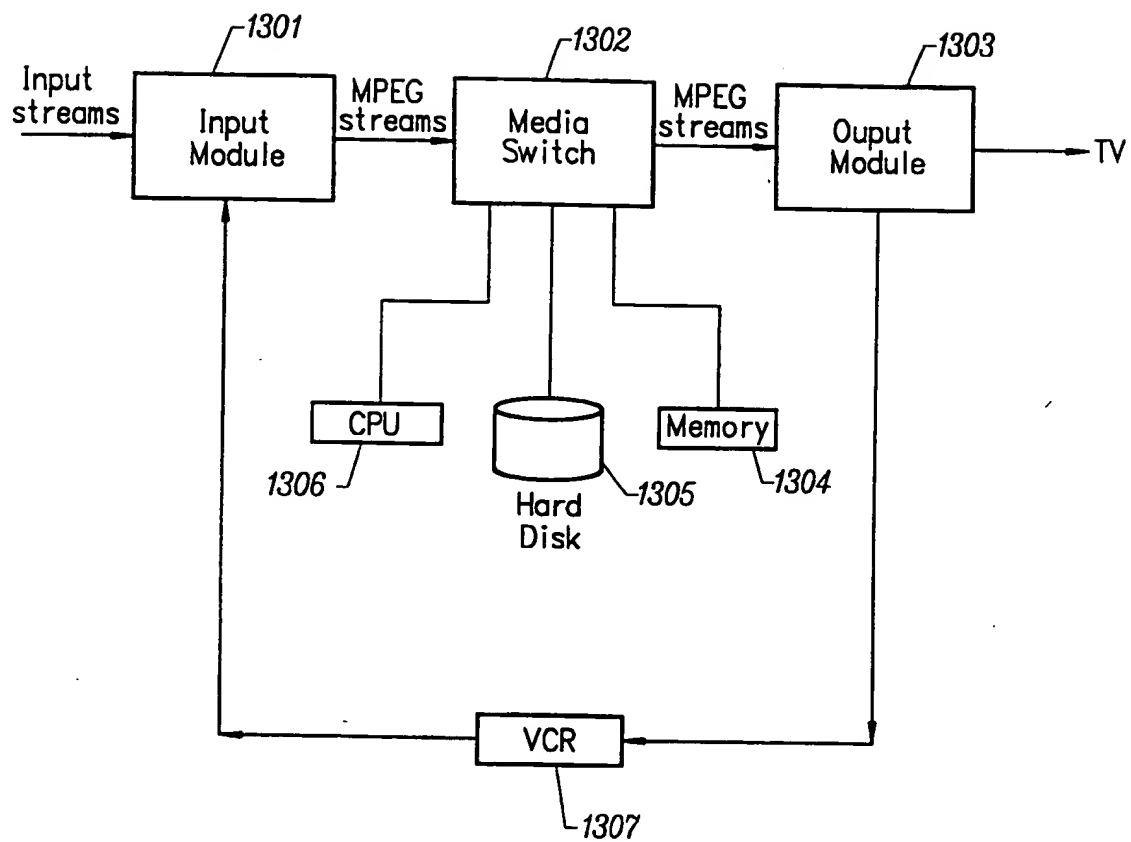 1301
1302
1303
Input
streams
Input
Module
MPEG
streams
Media
Switch
MPEG
streams
Ouput
Module
TV
CPU
1306
Hard
Disk
1305
Memory
1304
VCR
1307